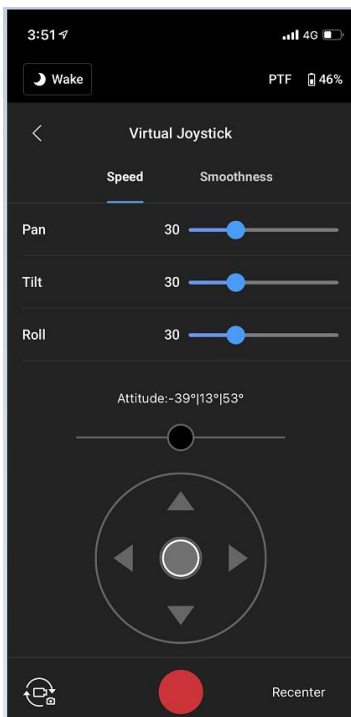 3:51 4G
Wake PTF 46%
Virtual Joystick
Speed Smoothness
Pan 30
Tilt 30
Roll 30
Attitude:-39°|13°|53°
Recenter